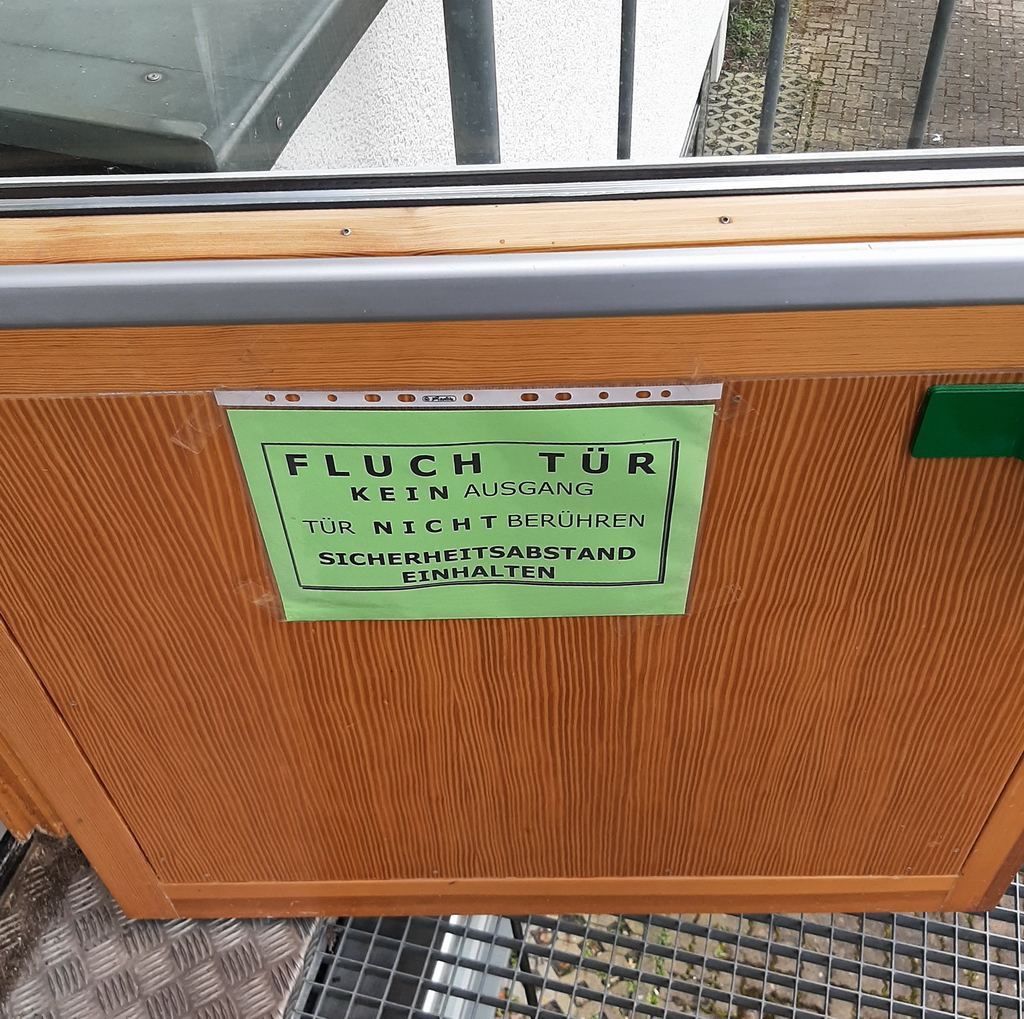 FLUCH TÜR
KEIN AUSGANG
TÜR NICHT BERÜHREN
SICHERHEITSABSTAND
EINHALTEN